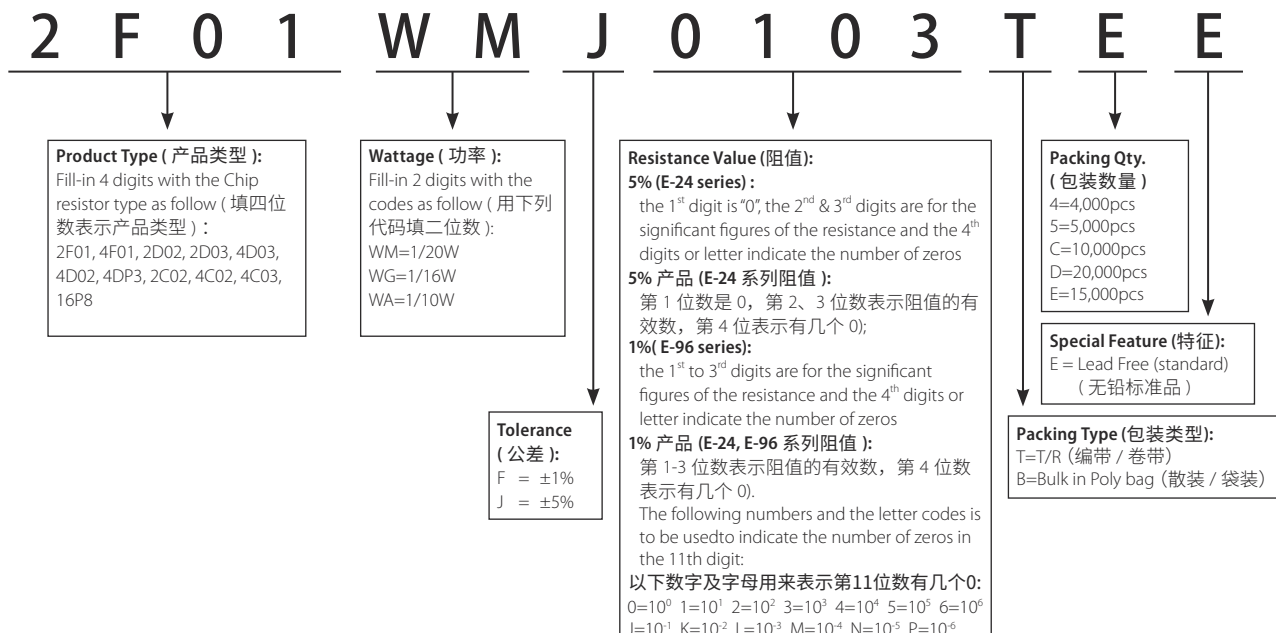 2 F 0 1 W M J 0 1 0 3 T E E
Product Type ( 产品类型 ):
Fill-in 4 digits with the Chip
resistor type as follow ( 填四位
数表示产品类型 ) :
2F01, 4F01, 2D02, 2D03, 4D03,
4D02, 4DP3, 2C02, 4C02, 4C03,
16P8
Wattage ( 功率 ):
Fill-in 2 digits with the
codes as follow ( 用下列
代码填二位数 ):
WM=1/20W
WG=1/16W
WA=1/10W
Tolerance
( 公差 ):
F = ±1%
J = ±5%
Resistance Value (阻值):
5% (E-24 series) :
the 1st digit is "0", the 2nd & 3rd digits are for the
significant figures of the resistance and the 4th
digits or letter indicate the number of zeros
5% 产品 (E-24 系列阻值 ):
第 1 位数是 0，第 2、3 位数表示阻值的有
效数，第 4 位表示有几个 0);
1%( E-96 series):
the 1st to 3rd digits are for the significant
figures of the resistance and the 4th digits or
letter indicate the number of zeros
1% 产品 (E-24, E-96 系列阻值 ):
第 1-3 位数表示阻值的有效数，第 4 位数
表示有几个 0).
The following numbers and the letter codes is
to be usedto indicate the number of zeros in
the 11th digit:
以下数字及字母用来表示第11位数有几个0:
0=10⁰ 1=10¹ 2=10² 3=10³ 4=10⁴ 5=10⁵ 6=10⁶
J=10⁻¹ K=10⁻² L=10⁻³ M=10⁻⁴ N=10⁻⁵ P=10⁻⁶
Packing Qty.
( 包装数量 )
4=4,000pcs
5=5,000pcs
C=10,000pcs
D=20,000pcs
E=15,000pcs
Special Feature (特征):
E = Lead Free (standard)
( 无铅标准品 )
Packing Type (包装类型):
T=T/R（编带 / 卷带）
B=Bulk in Poly bag（散装 / 袋装）